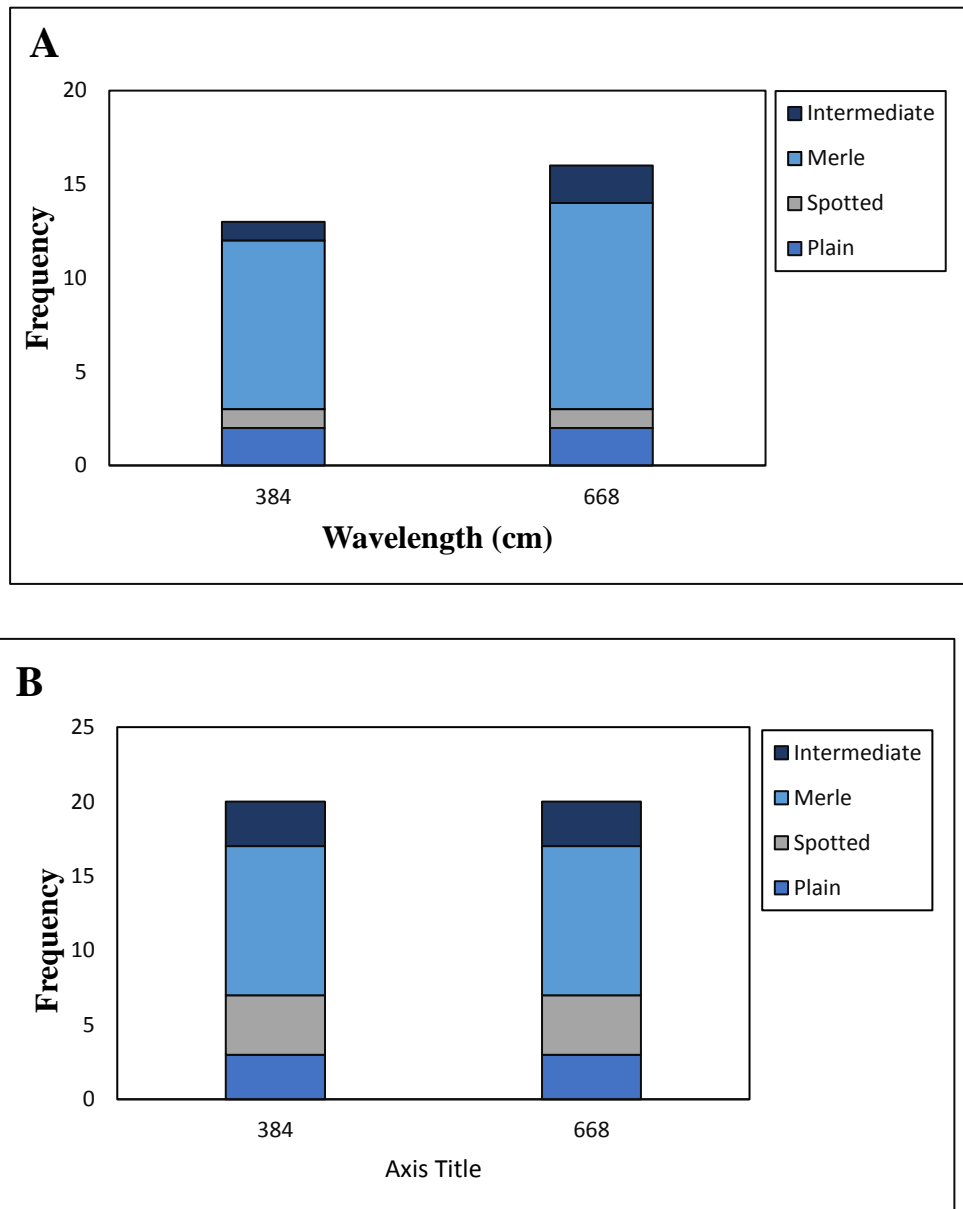 A
20
15
10
5
0
Frequency
384
668
Wavelength (cm)
Intermediate
Merle
Spotted
Plain
B
25
20
15
10
5
0
Frequency
384
668
Axis Title
Intermediate
Merle
Spotted
Plain